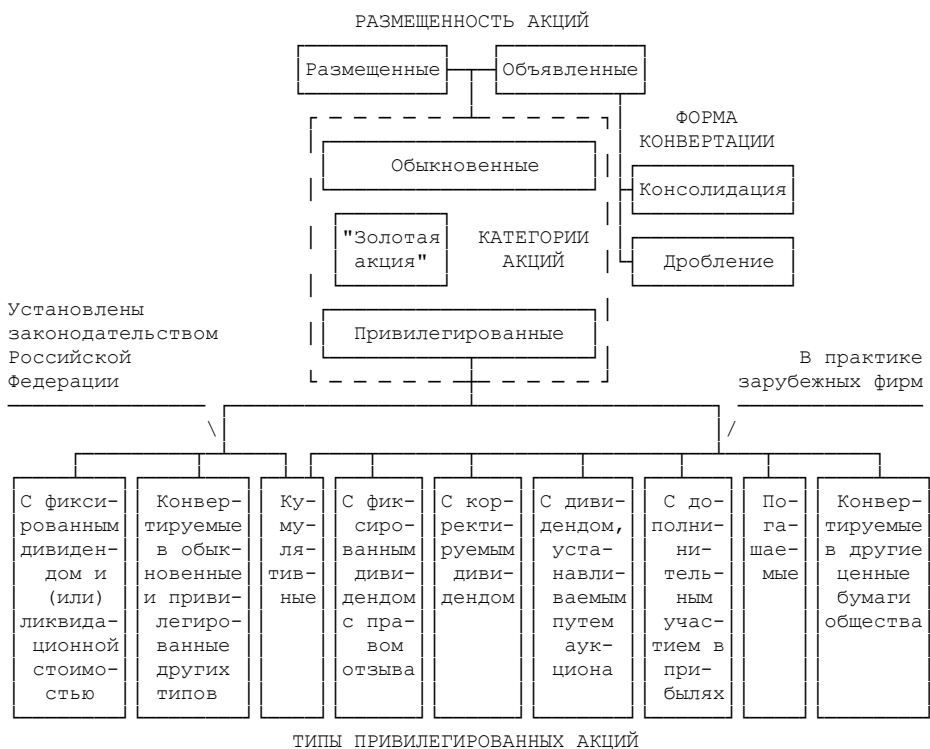 РАЗМЕЩЕННОСТЬ АКЦИЙ
Размещенные
Объявленные
ФОРМА
КОНВЕРТАЦИИ
Обыкновенные
Консолидация
"Золотая
акция"
КАТЕГОРИИ
АКЦИЙ
Дробление
Привилегированные
Установлены
законодательством
Российской
Федерации
В практике
зарубежных фирм
С фикси-
рованным
дивиден-
дом и
(или)
ликвида-
ционной
стоимо-
стью
Конвер-
тируемые
в обык-
новенные
и приви-
легиро-
ванные
других
типов
Ку-
му-
ля-
тив-
ные
С фик-
сиро-
ванным
диви-
дендом
с пра-
вом
отзыва
С кор-
ректи-
руемым
диви-
дендом
С диви-
дендом,
уста-
навли-
ваемым
путем
аук-
циона
С до-
полни-
ни-
тель-
ным
учас-
тием в
при-
былях
По-
га-
шае-
мые
Конвер-
тируемые
в другие
ценные
бумаги
общества
ТИПЫ ПРИВИЛЕГИРОВАННЫХ АКЦИЙ